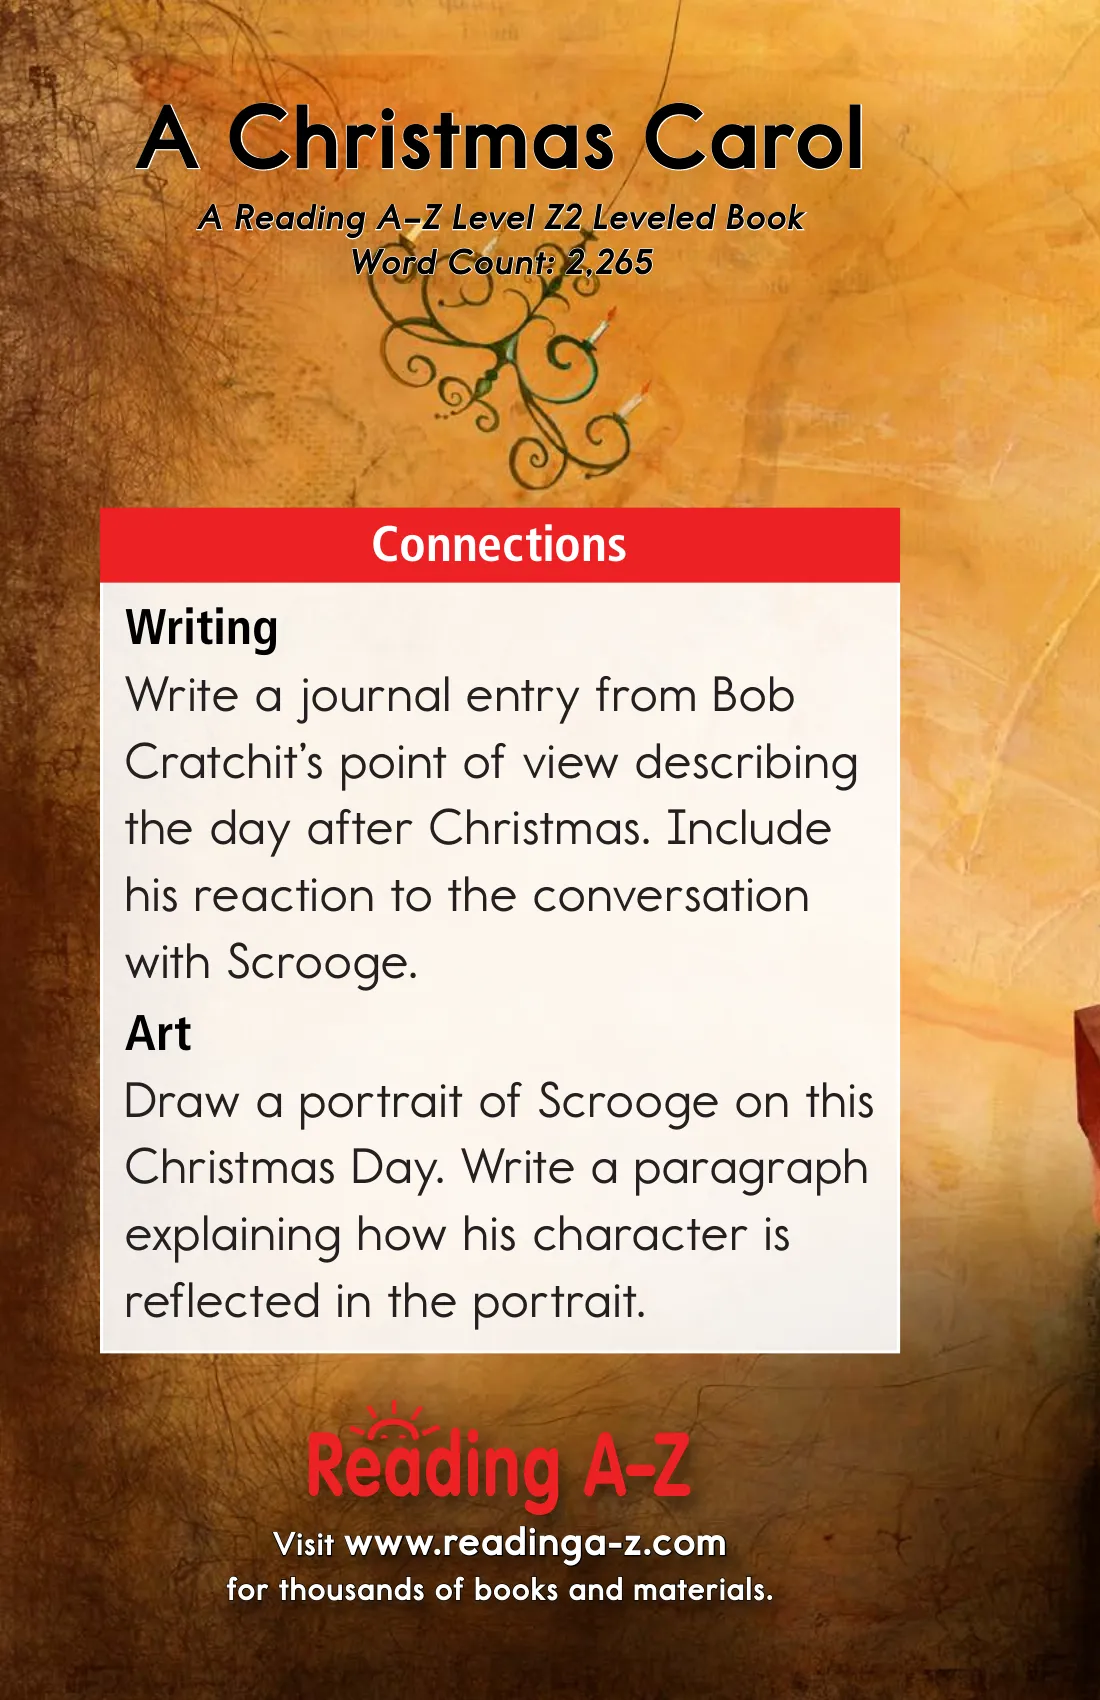 A Christmas Carol
A Reading A–Z Level Z2 Leveled Book
Word Count: 2,265
Connections
Writing
Write a journal entry from Bob
Cratchit’s point of view describing
the day after Christmas. Include
his reaction to the conversation
with Scrooge.
Art
Draw a portrait of Scrooge on this
Christmas Day. Write a paragraph
explaining how his character is
reflected in the portrait.
Reading A–Z
Visit www.readinga-z.com
for thousands of books and materials.